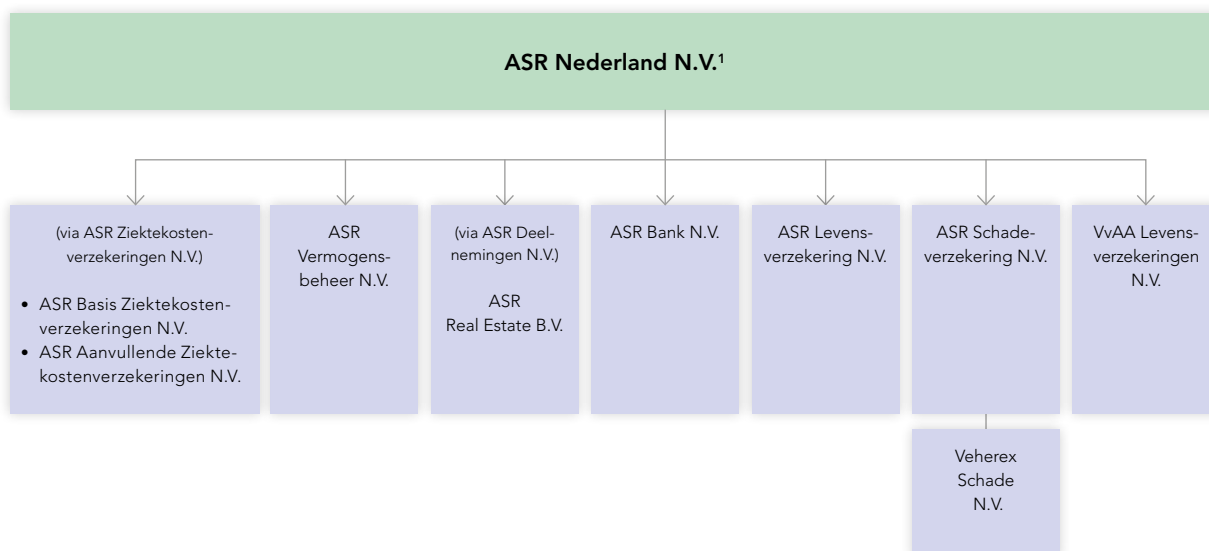 ASR Nederland N.V.¹
(via ASR Ziektekosten-
verzekeringen N.V.)
• ASR Basis Ziektekosten-
verzekeringen N.V.
• ASR Aanvullende Ziekte-
kostenverzekeringen N.V.
ASR
Vermogens-
beheer N.V.
(via ASR Deel-
nemingen N.V.)
ASR
Real Estate B.V.
ASR Bank N.V.
ASR Levens-
verzekering N.V.
ASR Schade-
verzekering N.V.
VvAA Levens-
verzekeringen
N.V.
Veherex
Schade
N.V.